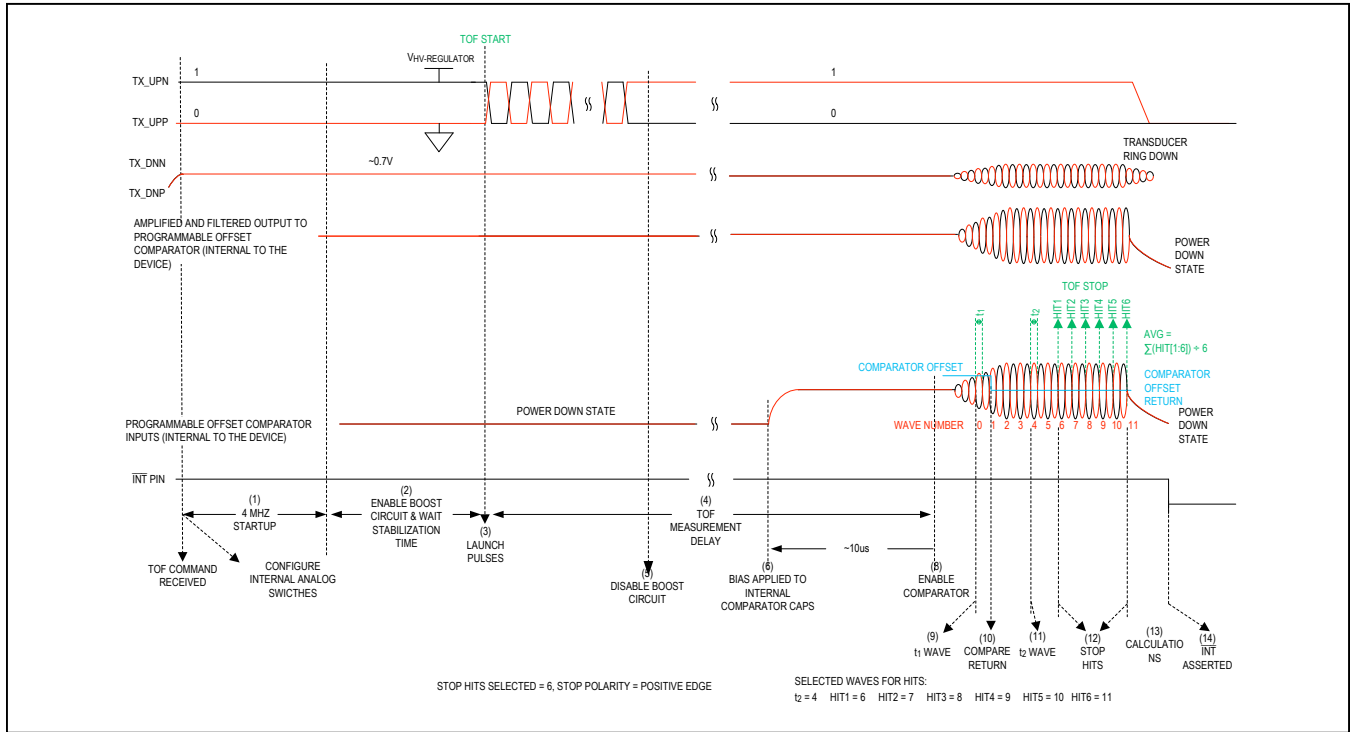 TOF START
VHV-REGULATOR
TX_UPN
1
1
TX_UPP
0
0
TX_DNN
~0.7V
TX_DNP
TRANSDUCER
RING DOWN
AMPLIFIED AND FILTERED OUTPUT TO
PROGRAMMABLE OFFSET
COMPARATOR (INTERNAL TO THE
DEVICE)
POWER
DOWN
STATE
TOF STOP
t1
t2
HIT1
HIT2
HIT3
HIT4
HIT5
HIT6
AVG =
∑(HIT[1:6]) ÷ 6
COMPARATOR OFFSET
COMPARATOR
OFFSET
RETURN
POWER
DOWN
STATE
POWER DOWN STATE
PROGRAMMABLE OFFSET COMPARATOR
INPUTS (INTERNAL TO THE DEVICE)
WAVE NUMBER 0 1 2 3 4 5 6 7 8 9 10 11
INT PIN
(1)
4 MHZ
STARTUP
(2)
ENABLE BOOST
CIRCUIT & WAIT
STABILIZATION
TIME
(3)
LAUNCH
PULSES
(4)
TOF
MEASUREMENT
DELAY
~10us
TOF COMMAND
RECEIVED
CONFIGURE
INTERNAL ANALOG
SWICTHES
(5)
DISABLE BOOST
CIRCUIT
(6)
BIAS APPLIED TO
INTERNAL
COMPARATOR CAPS
(8)
ENABLE
COMPARATOR
(9)
t1 WAVE
(10)
COMPARE
RETURN
(11)
t2 WAVE
(12)
STOP
HITS
(13)
CALCULATIO
NS
(14)
INT
ASSERTED
STOP HITS SELECTED = 6, STOP POLARITY = POSITIVE EDGE
SELECTED WAVES FOR HITS:
t2 = 4 HIT1 = 6 HIT2 = 7 HIT3 = 8 HIT4 = 9 HIT5 = 10 HIT6 = 11